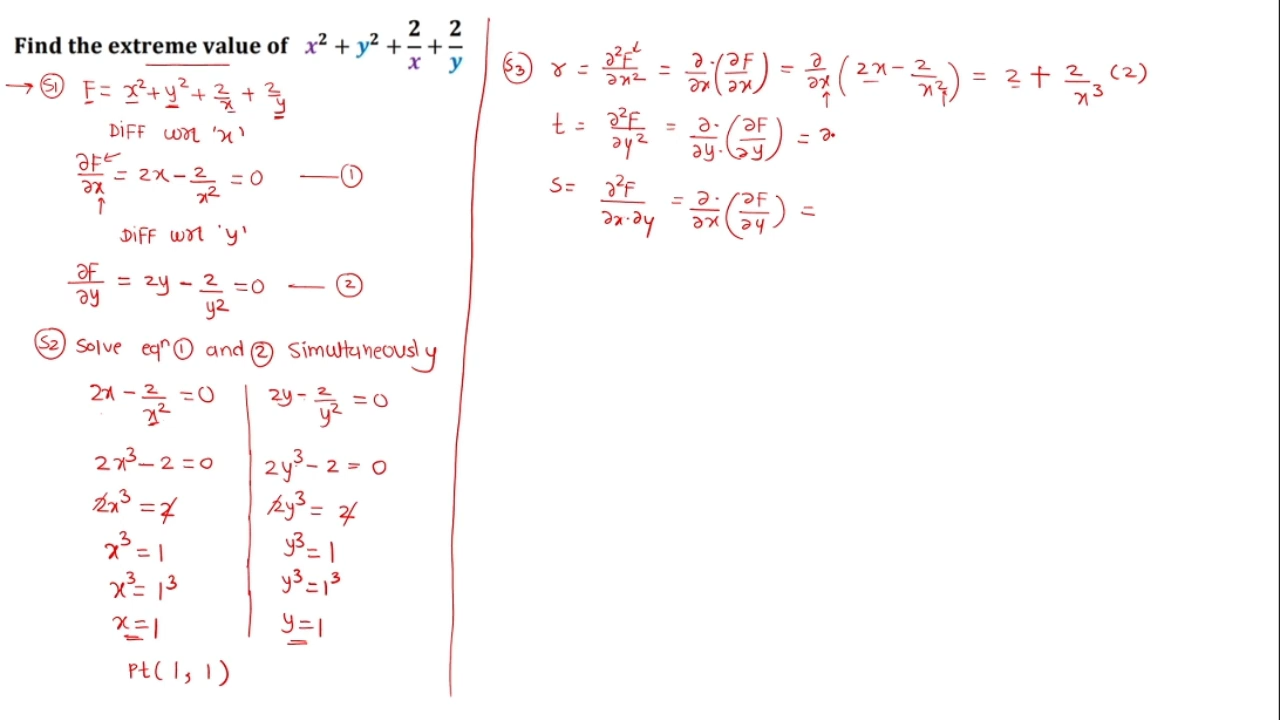 Find the extreme value of x² + y² + 2/x + 2/y
→ S1 F = x² + y² + 2/x + 2/y
DIFF wrt 'x'
∂F/∂x = 2x − 2/x² = 0 —— ①
DIFF wrt 'y'
∂F/∂y = 2y − 2/y² = 0 —— ②
S2 Solve eqⁿ ① and ② Simultaneously
2x − 2/x² = 0
2x³ − 2 = 0
2x³ = 2
x³ = 1
x³ = 1³
x = 1
2y − 2/y² = 0
2y³ − 2 = 0
2y³ = 2
y³ = 1
y³ = 1³
y = 1
Pt(1, 1)
S3 r = ∂²F/∂x² = ∂/∂x (∂F/∂x) = ∂/∂x (2x − 2/x²) = 2 + 2/x³ (2)
t = ∂²F/∂y² = ∂/∂y (∂F/∂y) = ∂
S = ∂²F/∂x·∂y = ∂/∂x (∂F/∂y) =